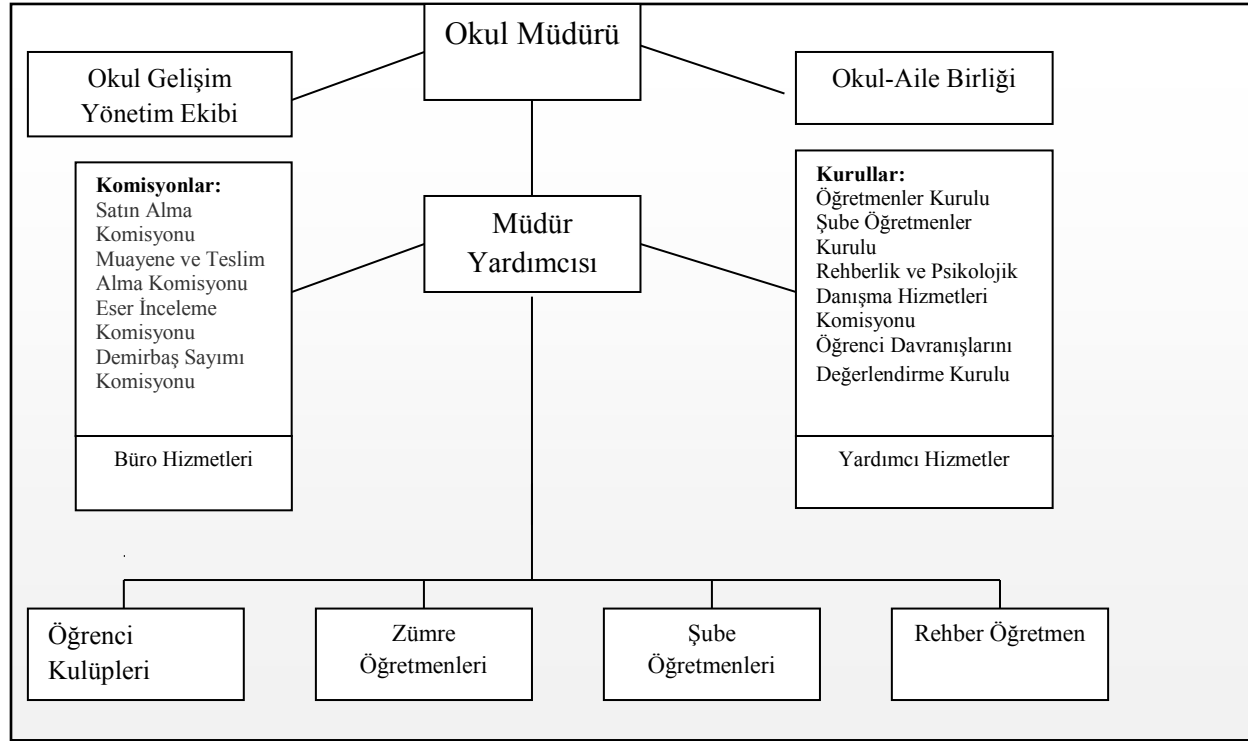 Okul Müdürü
Okul Gelişim
Yönetim Ekibi
Okul-Aile Birliği
Komisyonlar:
Satın Alma
Komisyonu
Muayene ve Teslim
Alma Komisyonu
Eser İnceleme
Komisyonu
Demirbaş Sayımı
Komisyonu
Büro Hizmetleri
Müdür
Yardımcısı
Kurullar:
Öğretmenler Kurulu
Şube Öğretmenler
Kurulu
Rehberlik ve Psikolojik
Danışma Hizmetleri
Komisyonu
Öğrenci Davranışlarını
Değerlendirme Kurulu
Yardımcı Hizmetler
Öğrenci
Kulüpleri
Zümre
Öğretmenleri
Şube
Öğretmenleri
Rehber Öğretmen